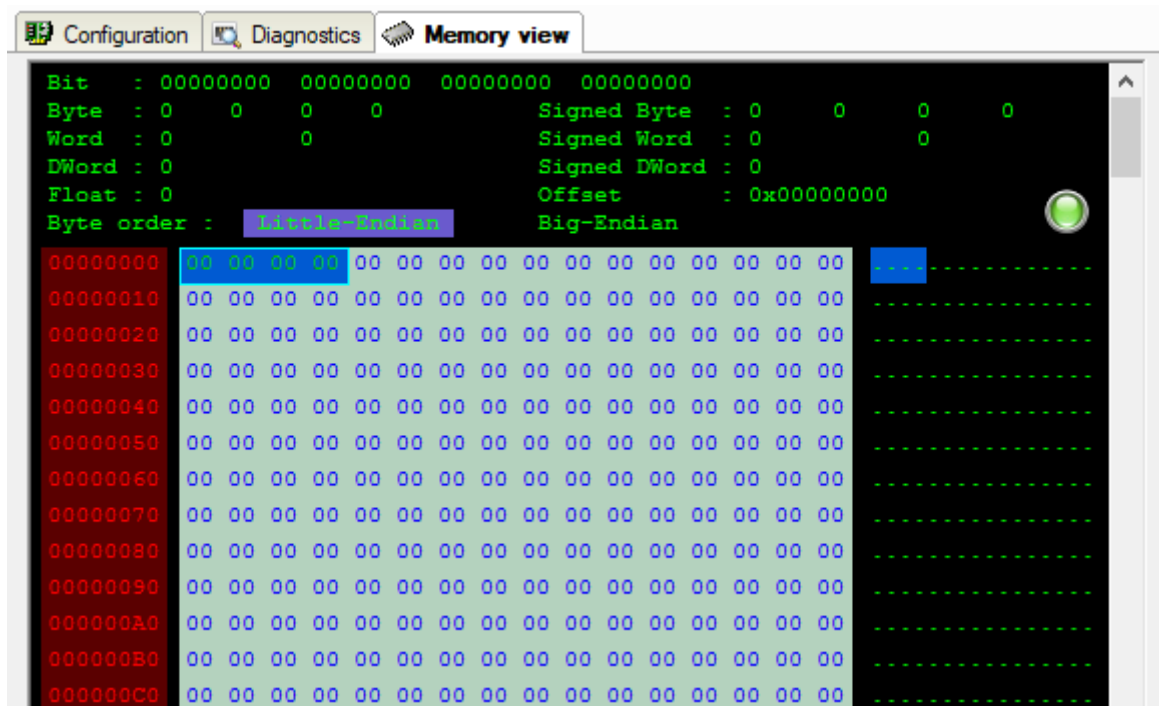 Configuration Diagnostics Memory view
Bit : 00000000 00000000 00000000 00000000
Byte : 0 0 0 0 Signed Byte : 0 0 0 0
Word : 0 0 Signed Word : 0 0
DWord : 0 Signed DWord : 0
Float : 0 Offset : 0x00000000
Byte order : Little-Endian Big-Endian
00000000 00 00 00 00 00 00 00 00 00 00 00 00 00 00 00 00 ................
00000010 00 00 00 00 00 00 00 00 00 00 00 00 00 00 00 00 ................
00000020 00 00 00 00 00 00 00 00 00 00 00 00 00 00 00 00 ................
00000030 00 00 00 00 00 00 00 00 00 00 00 00 00 00 00 00 ................
00000040 00 00 00 00 00 00 00 00 00 00 00 00 00 00 00 00 ................
00000050 00 00 00 00 00 00 00 00 00 00 00 00 00 00 00 00 ................
00000060 00 00 00 00 00 00 00 00 00 00 00 00 00 00 00 00 ................
00000070 00 00 00 00 00 00 00 00 00 00 00 00 00 00 00 00 ................
00000080 00 00 00 00 00 00 00 00 00 00 00 00 00 00 00 00 ................
00000090 00 00 00 00 00 00 00 00 00 00 00 00 00 00 00 00 ................
000000A0 00 00 00 00 00 00 00 00 00 00 00 00 00 00 00 00 ................
000000B0 00 00 00 00 00 00 00 00 00 00 00 00 00 00 00 00 ................
000000C0 00 00 00 00 00 00 00 00 00 00 00 00 00 00 00 00 ................